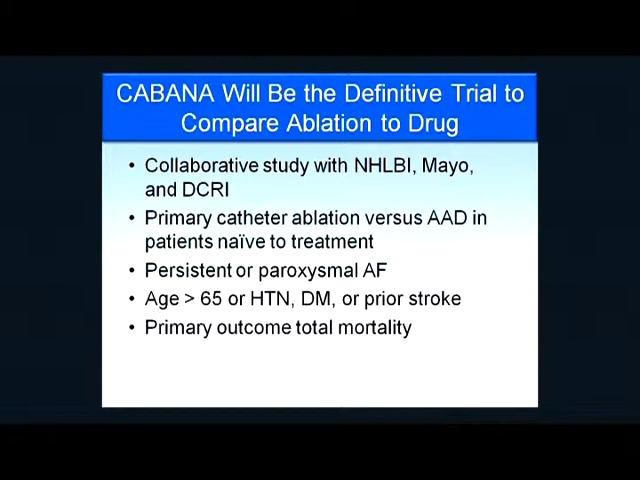 CABANA Will Be the Definitive Trial to
Compare Ablation to Drug
• Collaborative study with NHLBI, Mayo,
and DCRI
• Primary catheter ablation versus AAD in
patients naïve to treatment
• Persistent or paroxysmal AF
• Age > 65 or HTN, DM, or prior stroke
• Primary outcome total mortality